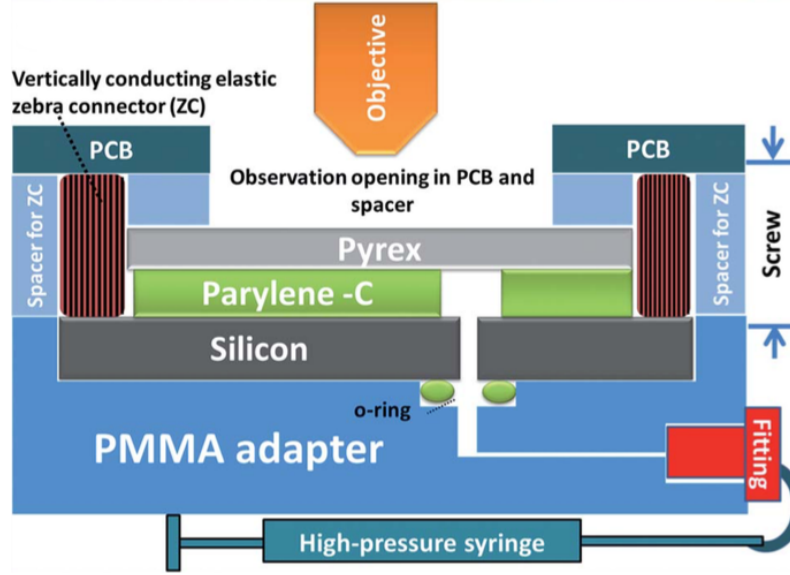 Vertically conducting elastic
zebra connector (ZC)
Objective
PCB
PCB
Observation opening in PCB and
spacer
Spacer for ZC
Spacer for ZC
Screw
Pyrex
Parylene -C
Silicon
o-ring
PMMA adapter
Fitting
High-pressure syringe